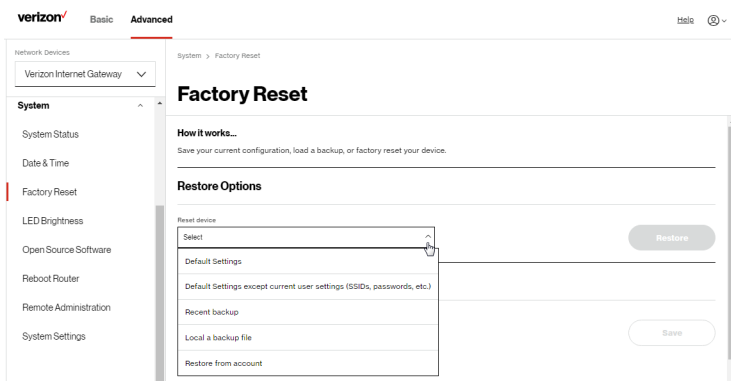 verizon
Basic
Advanced
Help
Network Devices
Verizon Internet Gateway
System
System Status
Date & Time
Factory Reset
LED Brightness
Open Source Software
Reboot Router
Remote Administration
System Settings
System > Factory Reset
Factory Reset
How it works...
Save your current configuration, load a backup, or factory reset your device.
Restore Options
Reset device
Select
Restore
Default Settings
Default Settings except current user settings (SSIDs, passwords, etc.)
Recent backup
Local a backup file
Restore from account
Save